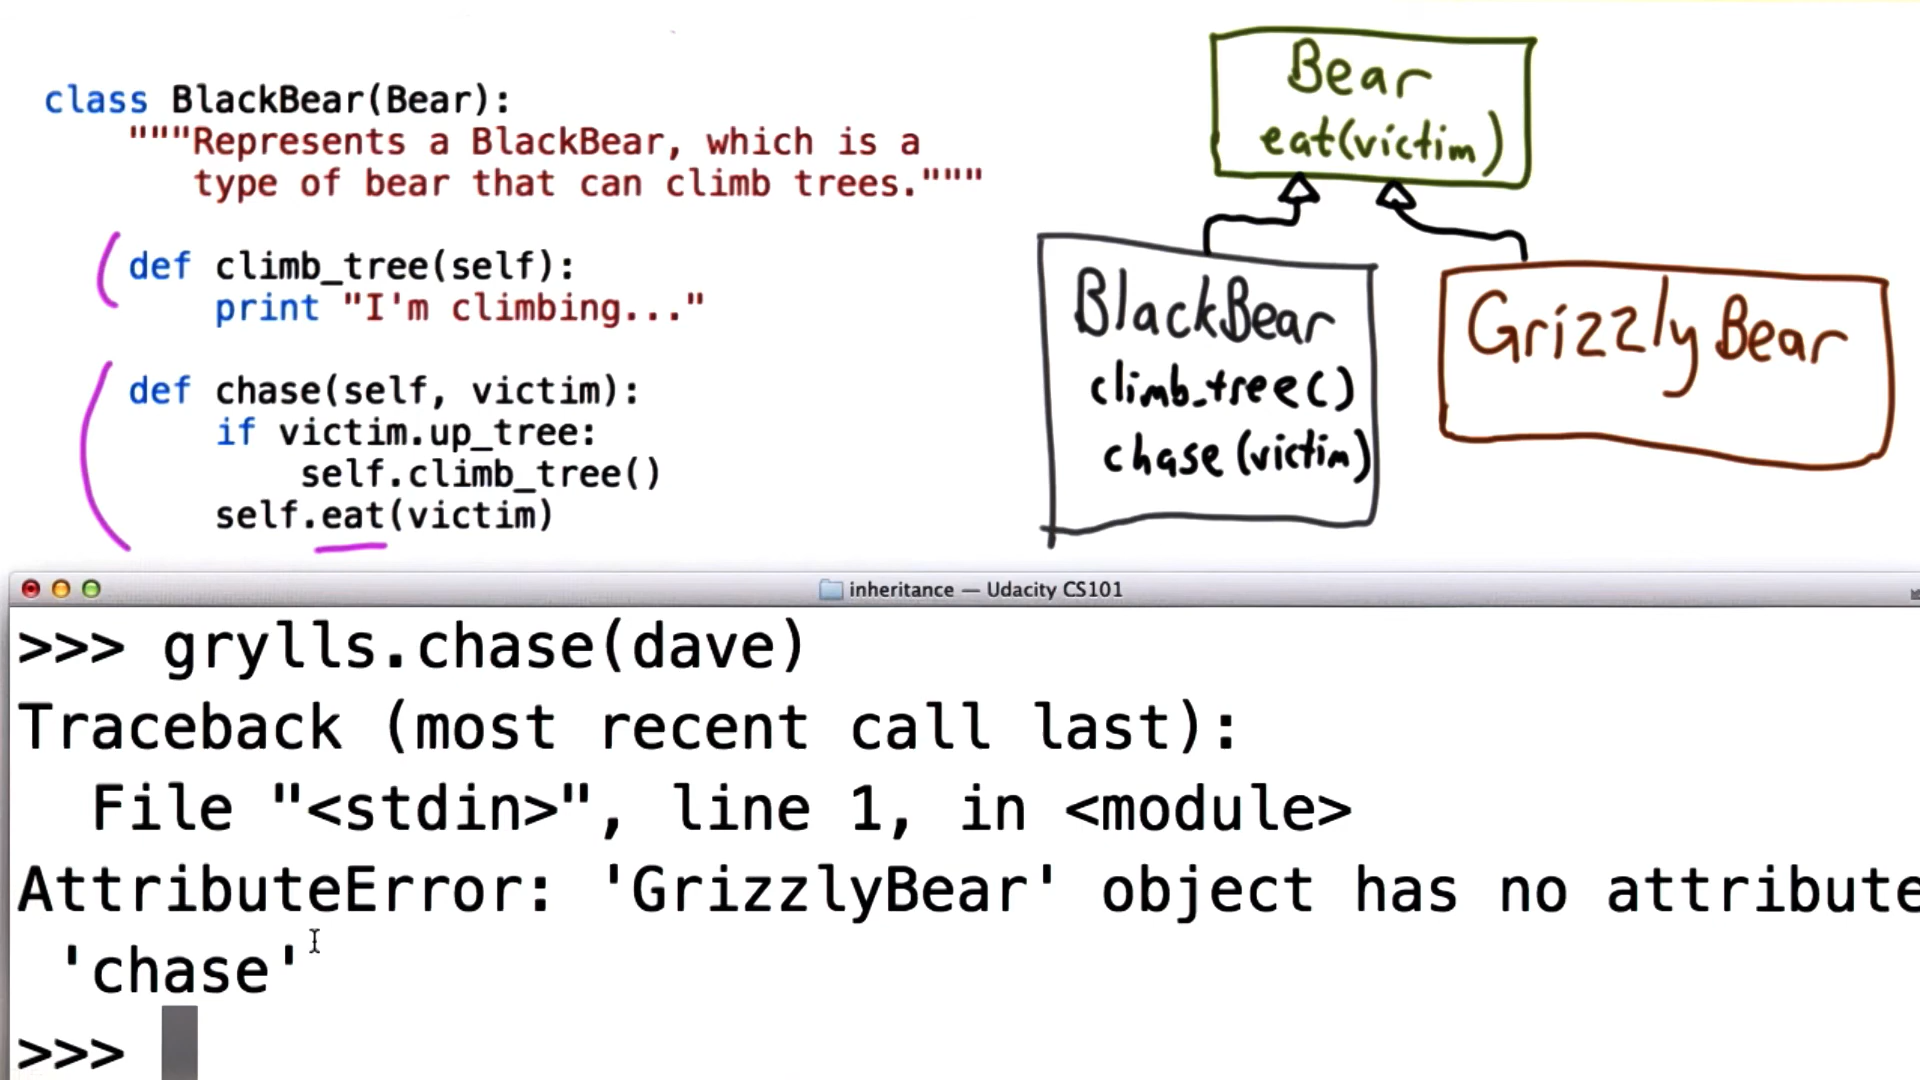 class BlackBear(Bear):
"""Represents a BlackBear, which is a
type of bear that can climb trees."""
def climb_tree(self):
print "I'm climbing..."
def chase(self, victim):
if victim.up_tree:
self.climb_tree()
self.eat(victim)
Bear
eat(victim)
BlackBear
climb_tree()
chase(victim)
Grizzly Bear
inheritance — Udacity CS101
>>> grylls.chase(dave)
Traceback (most recent call last):
File "<stdin>", line 1, in <module>
AttributeError: 'GrizzlyBear' object has no attribute
'chase'
>>>